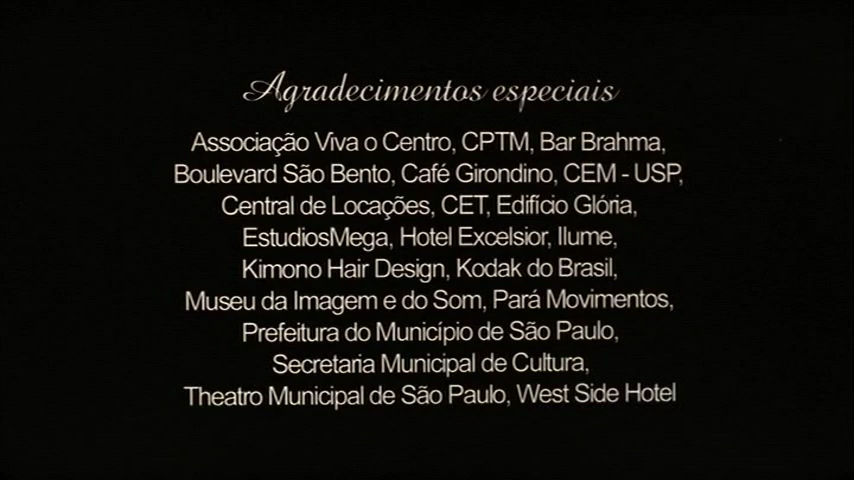 Agradecimentos especiais
Associação Viva o Centro, CPTM, Bar Brahma,
Boulevard São Bento, Café Girondino, CEM - USP,
Central de Locações, CET, Edifício Glória,
EstudiosMega, Hotel Excelsior, Ilume,
Kimono Hair Design, Kodak do Brasil,
Museu da Imagem e do Som, Pará Movimentos,
Prefeitura do Município de São Paulo,
Secretaria Municipal de Cultura,
Theatro Municipal de São Paulo, West Side Hotel